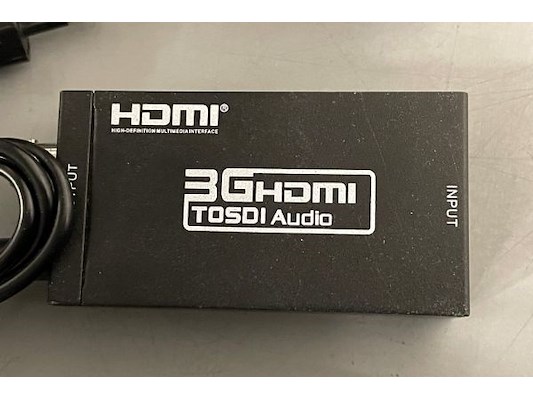 HDMI®
HIGH-DEFINITION MULTIMEDIA INTERFACE
3GHDMI
TOSDI Audio
INPUT